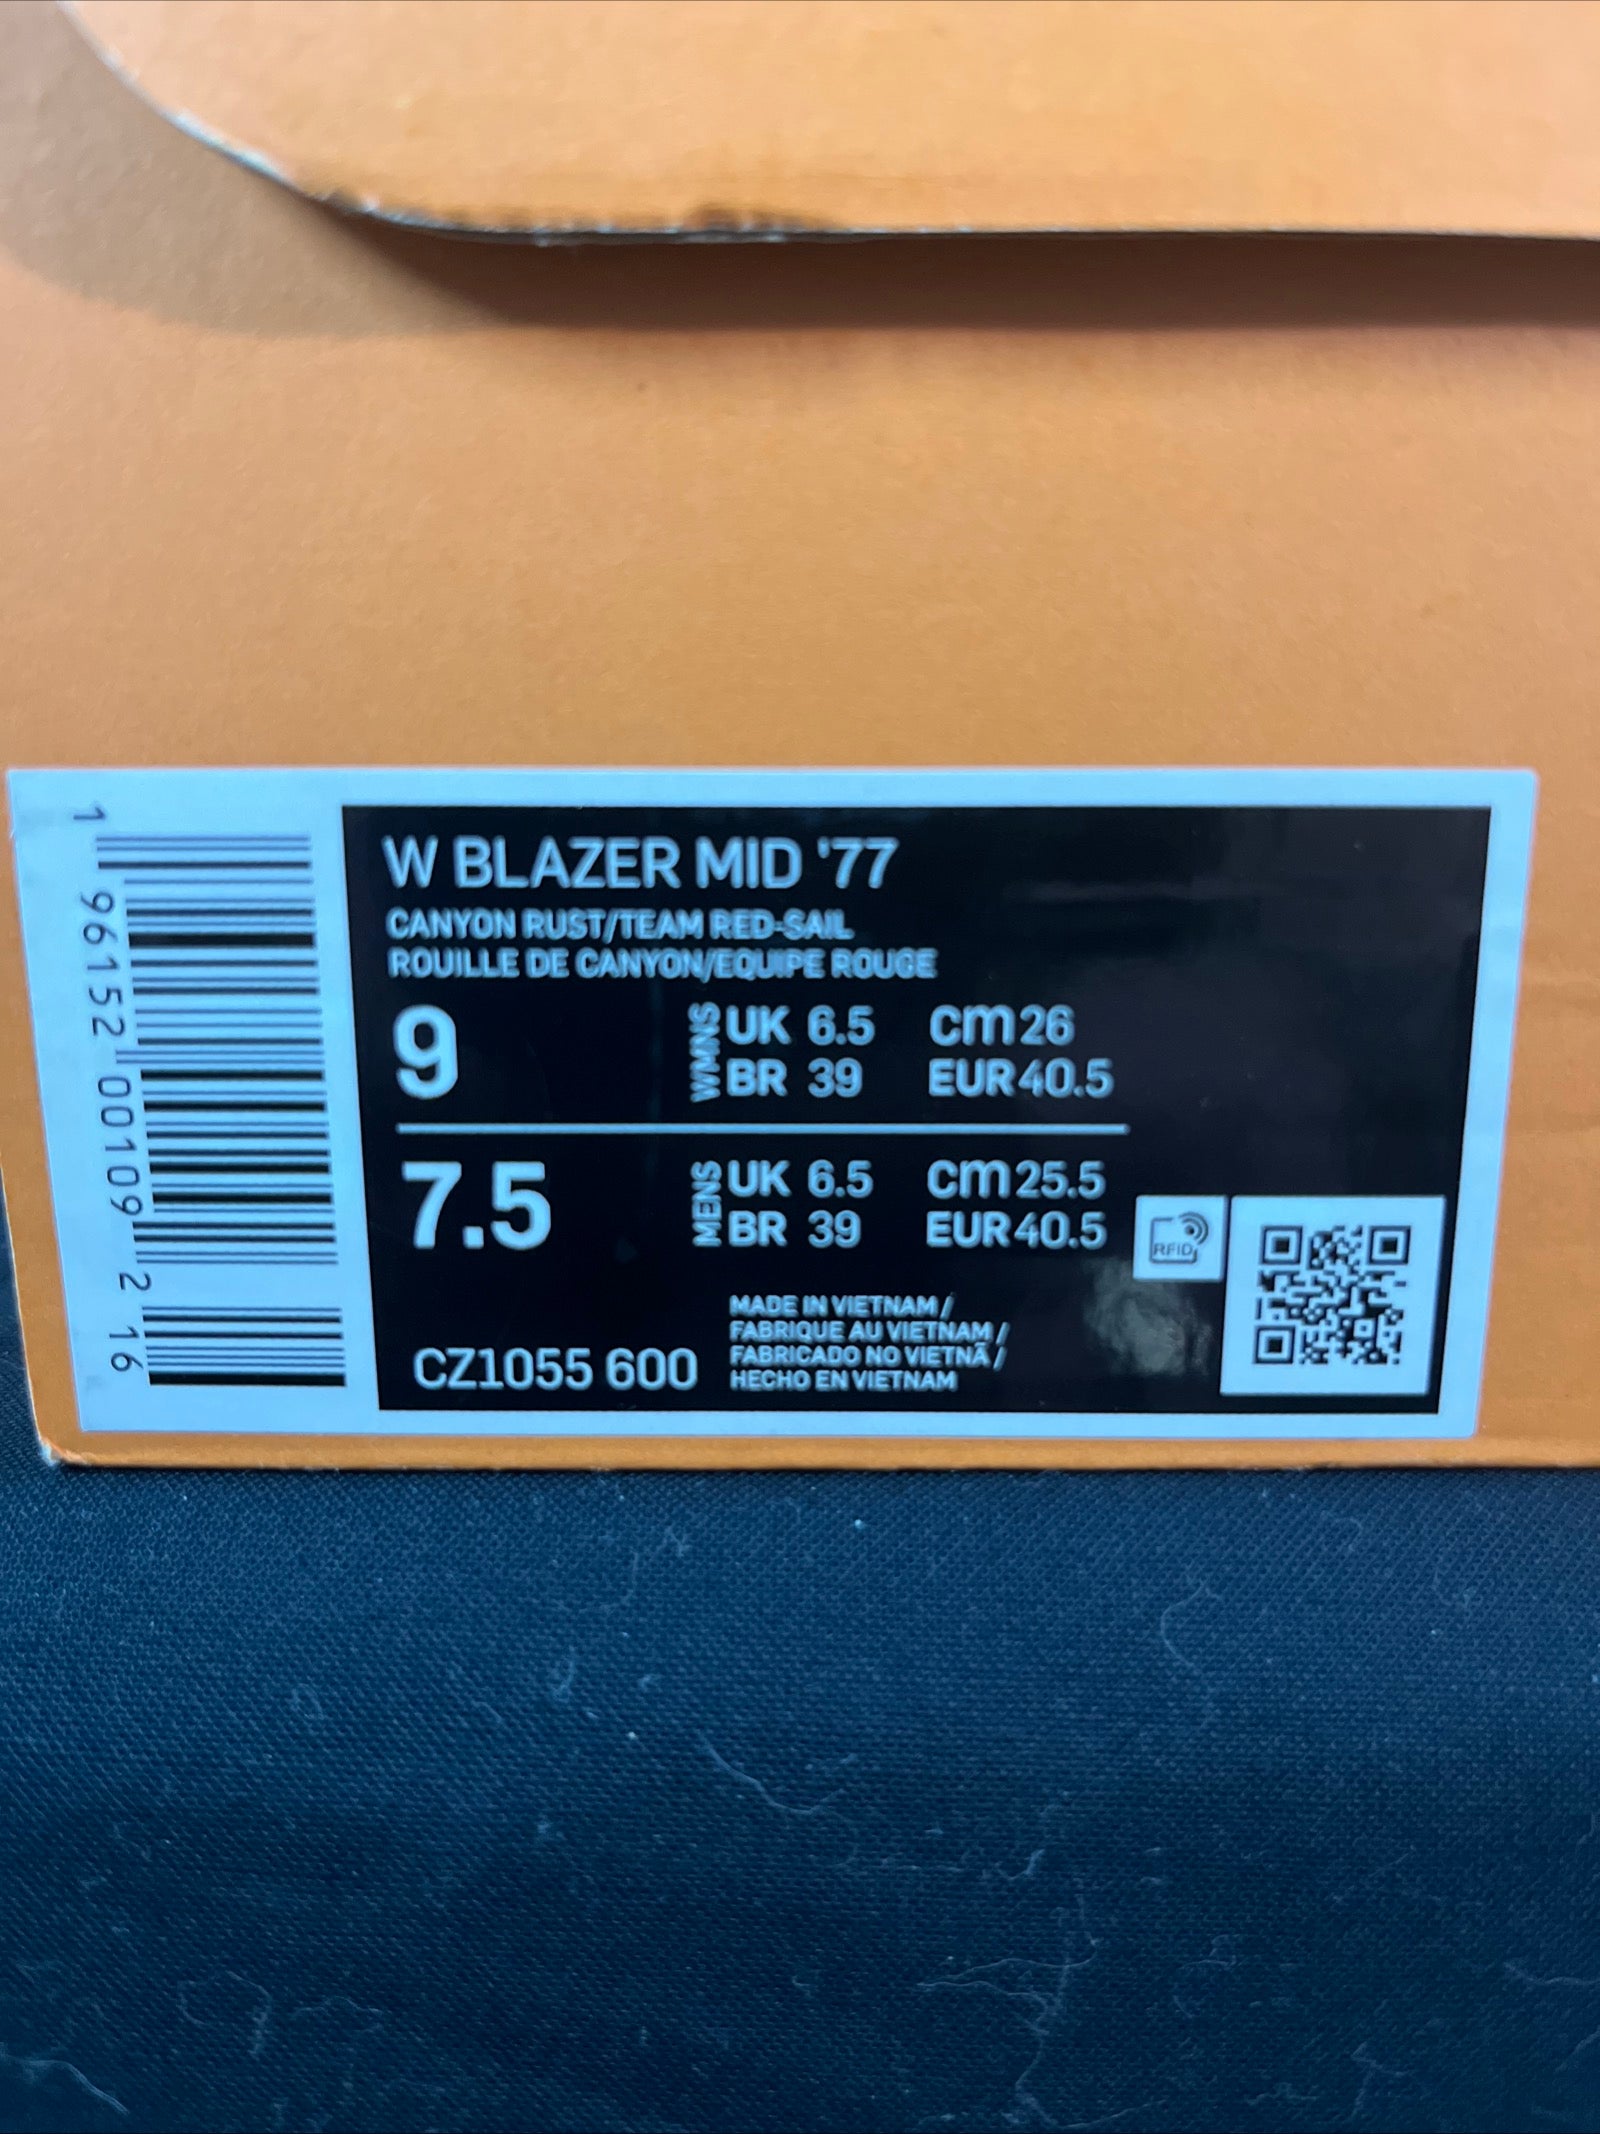 W BLAZER MID '77
CANYON RUST/TEAM RED-SAIL
ROUILLE DE CANYON/EQUIPE ROUGE
9 WMNS UK 6.5 CM 26
BR 39 EUR 40.5
7.5 MENS UK 6.5 CM 25.5
BR 39 EUR 40.5
RFID
CZ1055 600
MADE IN VIETNAM /
FABRIQUE AU VIETNAM /
FABRICADO NO VIETNÃ /
HECHO EN VIETNAM
1 96152 00109 2 16